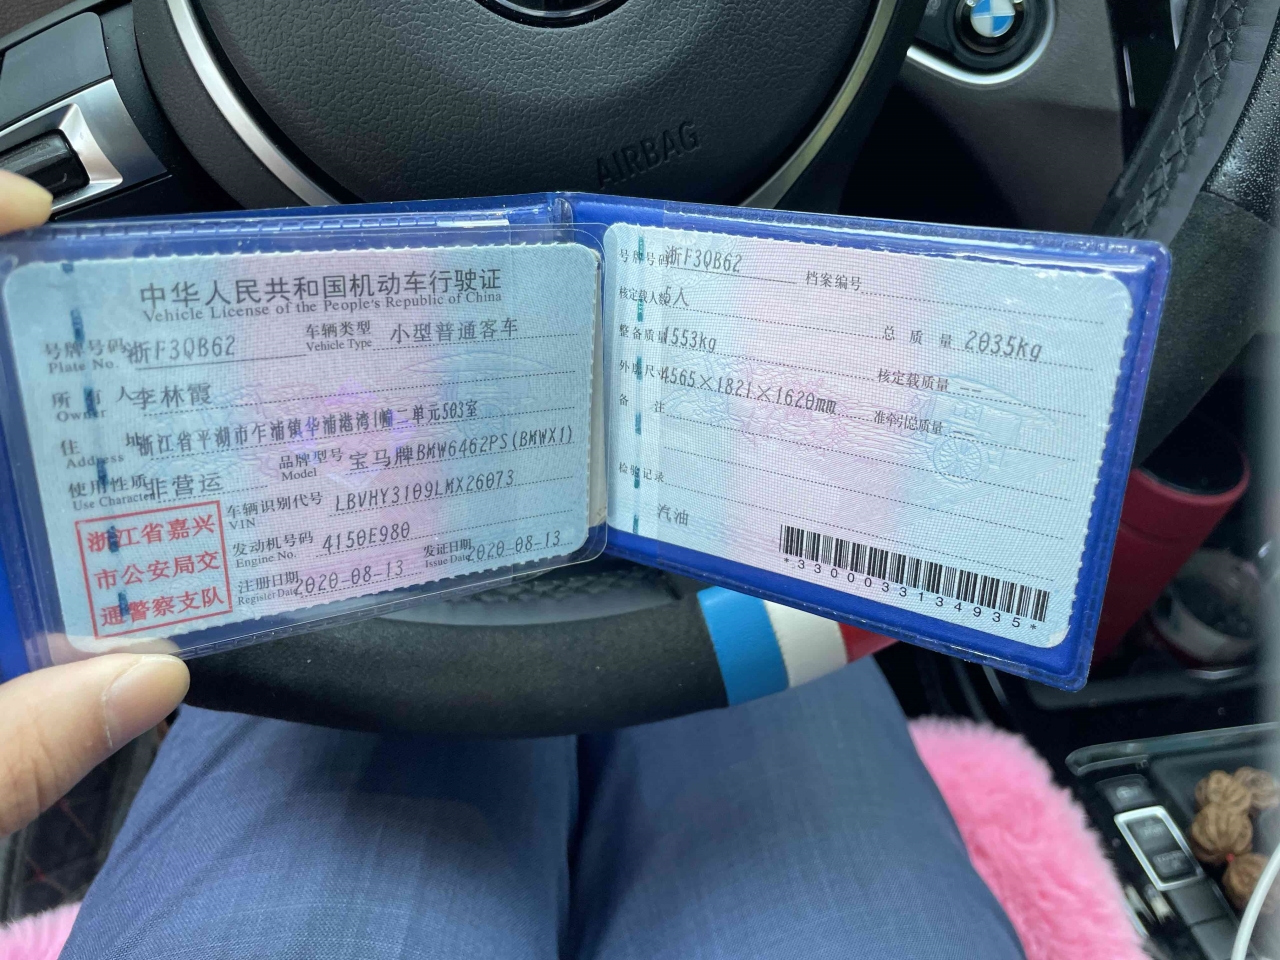 AIRBAG
中华人民共和国机动车行驶证
Vehicle License of the People's Republic of China
号牌号码 浙F3QB62 车辆类型 小型普通客车
Plate No. Vehicle Type
所有人 李林霞
Owner
住址 浙江省平湖市乍浦镇华浦港湾1幢二单元503室
Address
使用性质 非营运 品牌型号 宝马牌BMW6462PS(BMWX1)
Use Character Model
车辆识别代号 LBVHY3109LMX26073
VIN
发动机号码 4150E980
Engine No.
注册日期 2020-08-13 发证日期 2020-08-13
Register Date Issue Date
浙江省嘉兴
市公安局交
通警察支队
号牌号码 浙F3QB62 档案编号
核定载人数 5人 总质量 2035kg
整备质量 1553kg 核定载质量 --
外廓尺寸 4565×1821×1620mm 准牵引总质量 --
备注
检验记录
汽油
*3300033134935*